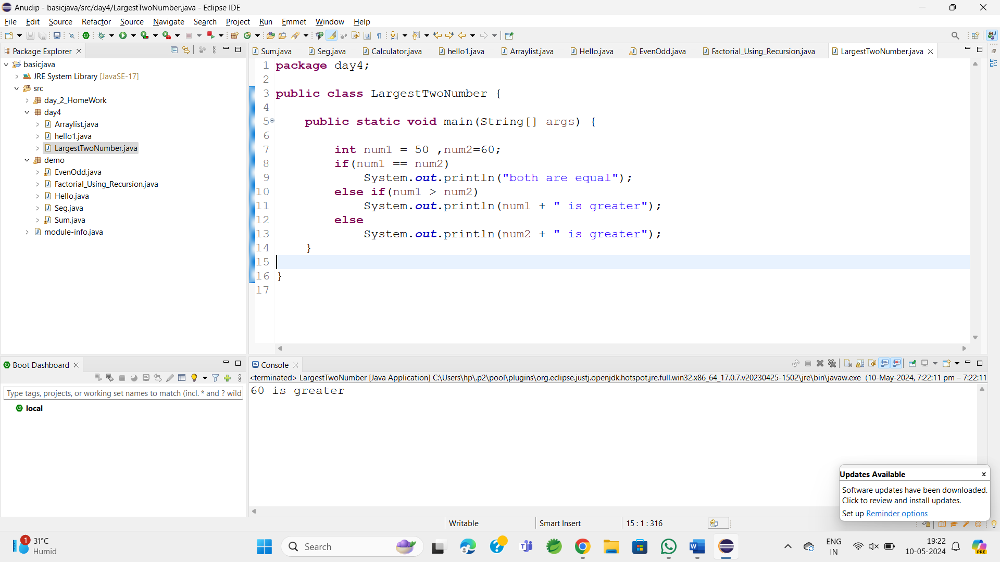 Anudip - basicjava/src/day4/LargestTwoNumber.java - Eclipse IDE
File Edit Source Refactor Source Navigate Search Project Run Emmet Window Help
Package Explorer
basicjava
JRE System Library [JavaSE-17]
src
day_2_HomeWork
day4
Arraylist.java
hello1.java
LargestTwoNumber.java
demo
EvenOdd.java
Factorial_Using_Recursion.java
Hello.java
Seg.java
Sum.java
module-info.java
Sum.java Seg.java Calculator.java hello1.java Arraylist.java Hello.java EvenOdd.java Factorial_Using_Recursion.java LargestTwoNumber.java
1 package day4;
2
3 public class LargestTwoNumber {
4
5 public static void main(String[] args) {
6
7 int num1 = 50 ,num2=60;
8 if(num1 == num2)
9 System.out.println("both are equal");
10 else if(num1 > num2)
11 System.out.println(num1 + " is greater");
12 else
13 System.out.println(num2 + " is greater");
14 }
15
16 }
17
Boot Dashboard
Type tags, projects, or working set names to match (incl. * and ? wild
local
Console
<terminated> LargestTwoNumber [Java Application] C:\Users\hp\.p2\pool\plugins\org.eclipse.justj.openjdk.hotspot.jre.full.win32.x86_64_17.0.7.v20230425-1502\jre\bin\javaw.exe (10-May-2024, 7:22:11 pm – 7:22:11
60 is greater
Updates Available
Software updates have been downloaded.
Click to review and install updates.
Set up Reminder options
Writable Smart Insert 15 : 1 : 316
1
31°C
Humid
Search
ENG
IN
19:22
10-05-2024
PRE